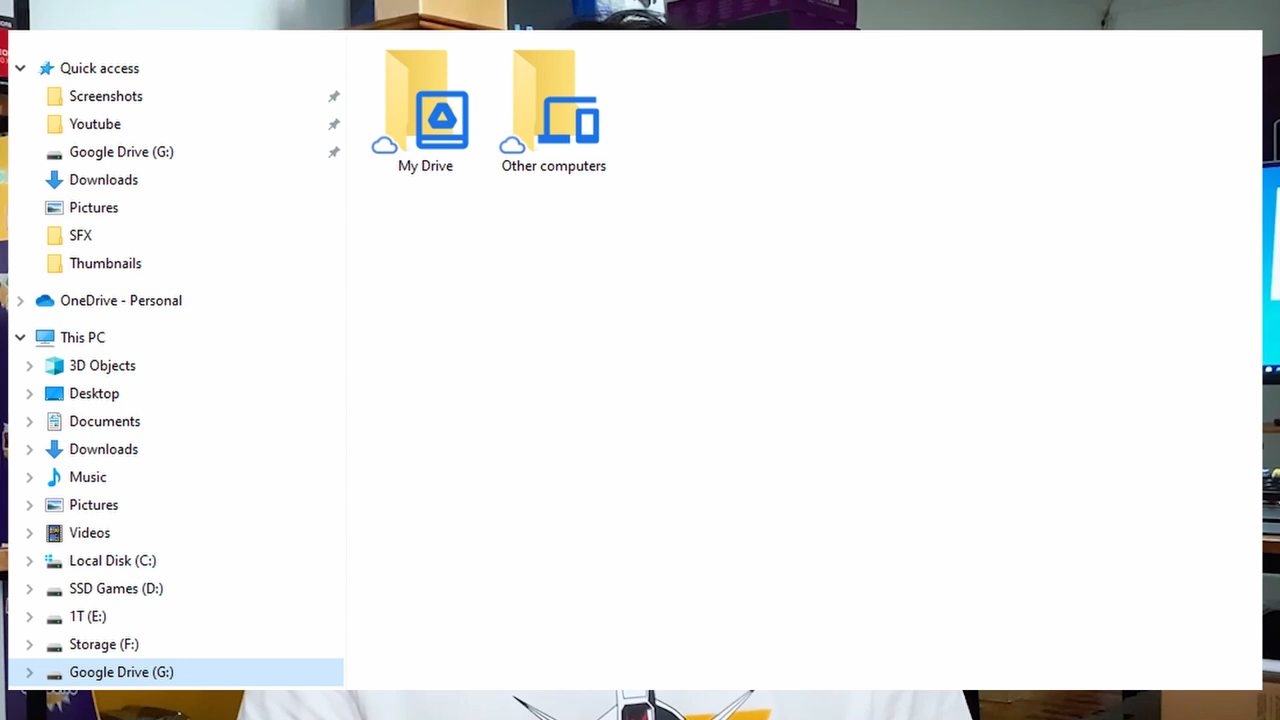 Quick access
Screenshots
Youtube
Google Drive (G:)
Downloads
Pictures
SFX
Thumbnails
OneDrive - Personal
This PC
3D Objects
Desktop
Documents
Downloads
Music
Pictures
Videos
Local Disk (C:)
SSD Games (D:)
1T (E:)
Storage (F:)
Google Drive (G:)
My Drive
Other computers